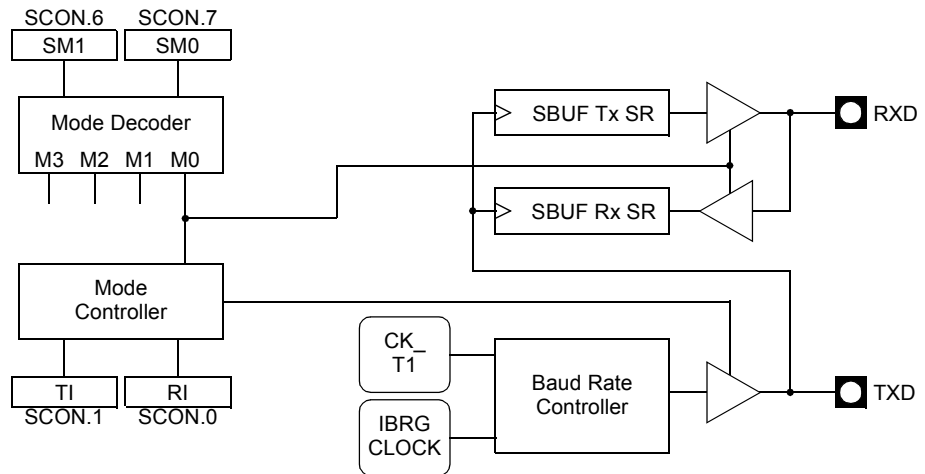 SCON.6 SCON.7
SM1 SM0
Mode Decoder
M3 M2 M1 M0
SBUF Tx SR
RXD
SBUF Rx SR
Mode
Controller
TI RI
SCON.1 SCON.0
CK_
T1
IBRG
CLOCK
Baud Rate
Controller
TXD